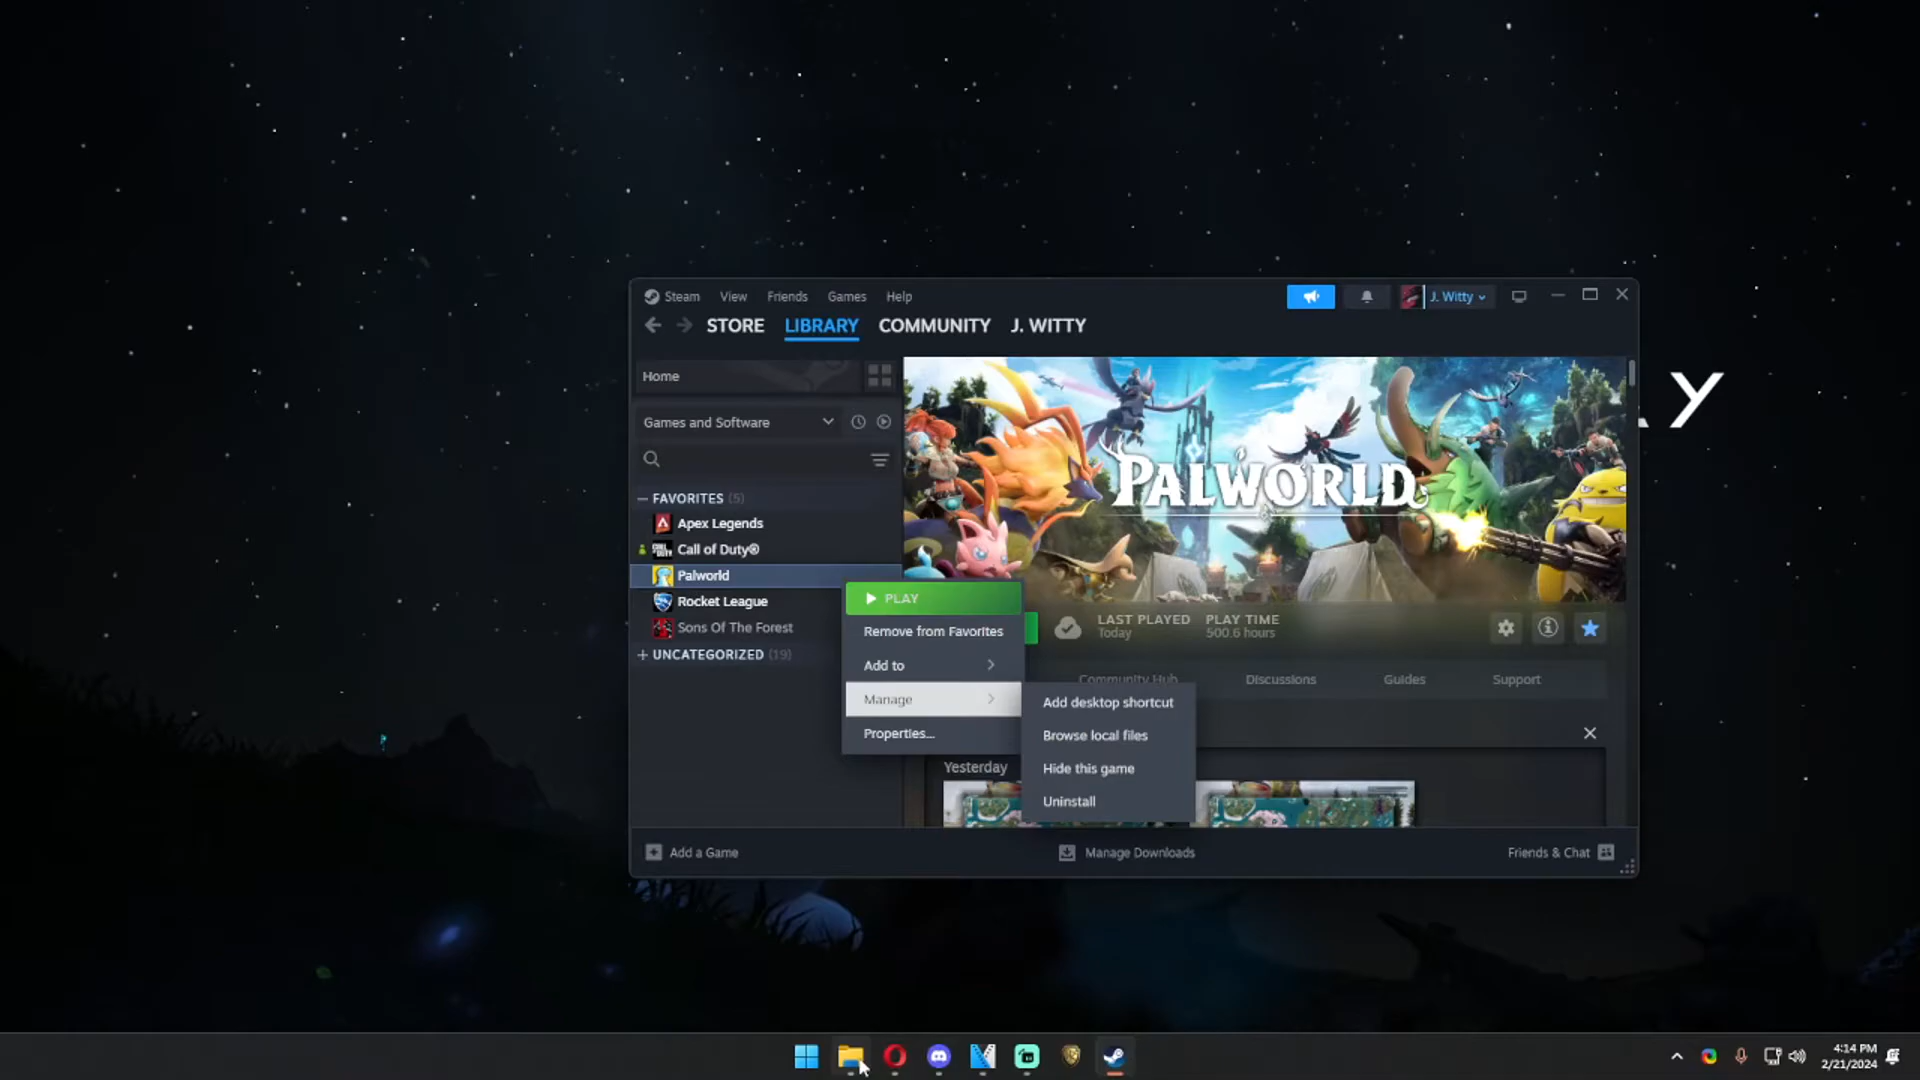 Steam View Friends Games Help
J. Witty
STORE LIBRARY COMMUNITY J. WITTY
Home
Games and Software
FAVORITES (5)
Apex Legends
Call of Duty®
Palworld
Rocket League
Sons Of The Forest
UNCATEGORIZED (19)
PALWORLD
Y
PLAY
Remove from Favorites
Add to
Manage
Properties...
Add desktop shortcut
Browse local files
Hide this game
Uninstall
LAST PLAYED
Today
PLAY TIME
500.6 hours
Community Hub Discussions Guides Support
Yesterday
Add a Game
Manage Downloads
Friends & Chat
4:14 PM
2/21/2024